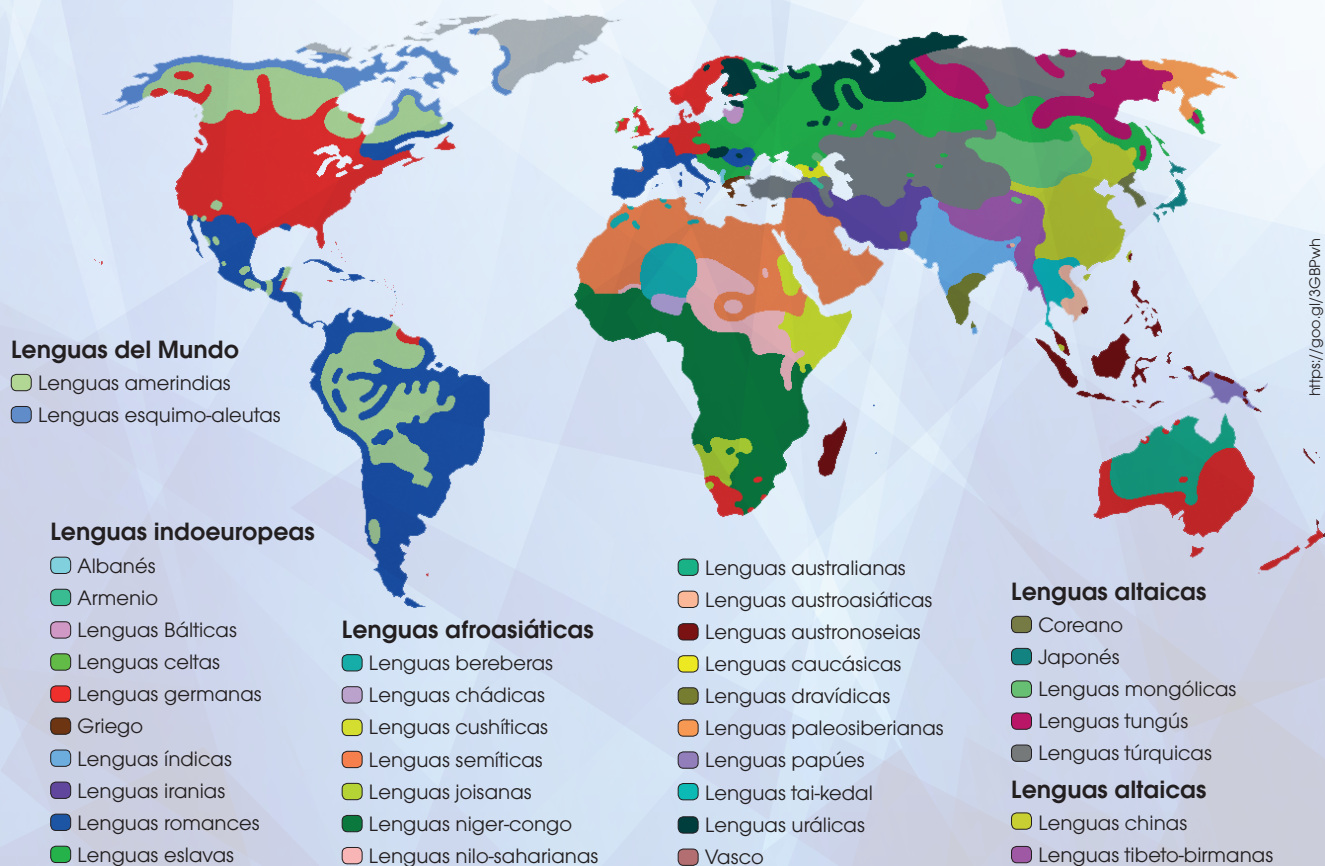 Lenguas del Mundo
Lenguas amerindias
Lenguas esquimo-aleutas
Lenguas indoeuropeas
Albanés
Armenio
Lenguas Bálticas
Lenguas celtas
Lenguas germanas
Griego
Lenguas índicas
Lenguas iranias
Lenguas romances
Lenguas eslavas
Lenguas afroasiáticas
Lenguas bereberas
Lenguas chádicas
Lenguas cushíticas
Lenguas semíticas
Lenguas joisanas
Lenguas niger-congo
Lenguas nilo-saharianas
Lenguas australianas
Lenguas austroasiáticas
Lenguas austronoseias
Lenguas caucásicas
Lenguas dravídicas
Lenguas paleosiberianas
Lenguas papúes
Lenguas tai-kedal
Lenguas urálicas
Vasco
Lenguas altaicas
Coreano
Japonés
Lenguas mongólicas
Lenguas tungús
Lenguas túrquicas
Lenguas altaicas
Lenguas chinas
Lenguas tibeto-birmanas
https://goo.gl/3GBPwh